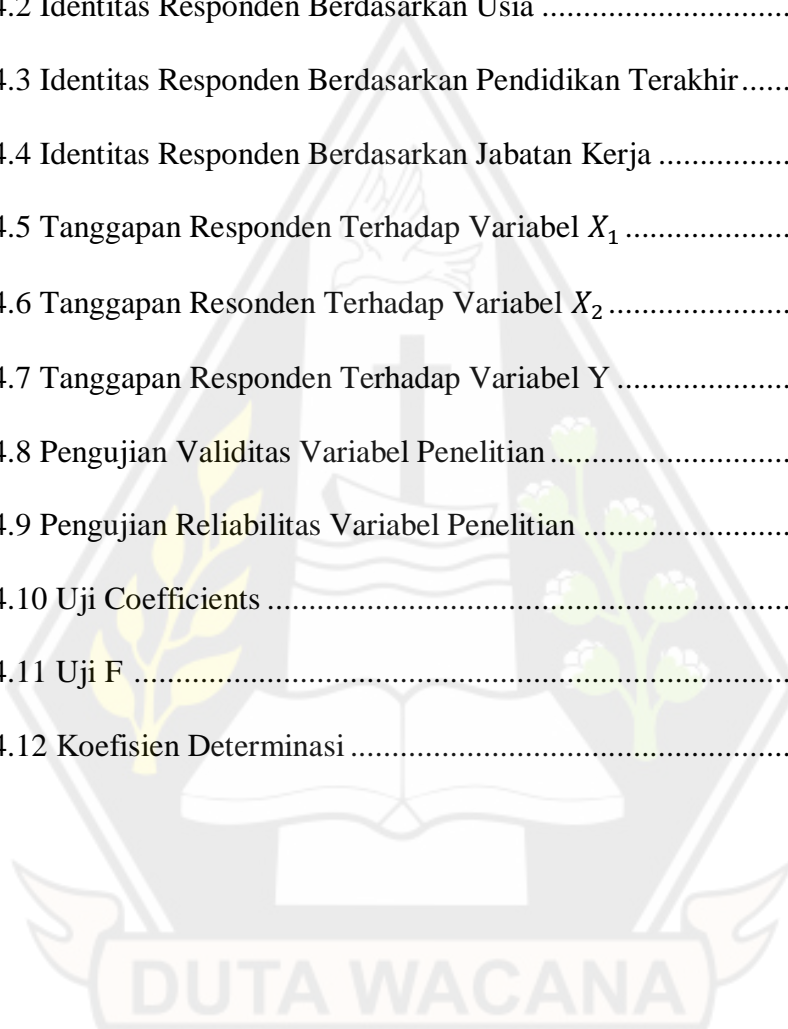 4.2 Identitas Responden Berdasarkan Usia ..............................
4.3 Identitas Responden Berdasarkan Pendidikan Terakhir......
4.4 Identitas Responden Berdasarkan Jabatan Kerja ................
4.5 Tanggapan Responden Terhadap Variabel X₁ ....................
4.6 Tanggapan Resonden Terhadap Variabel X₂ ......................
4.7 Tanggapan Responden Terhadap Variabel Y .....................
4.8 Pengujian Validitas Variabel Penelitian .............................
4.9 Pengujian Reliabilitas Variabel Penelitian .........................
4.10 Uji Coefficients ................................................................
4.11 Uji F ................................................................................
4.12 Koefisien Determinasi ......................................................
DUTA WACANA